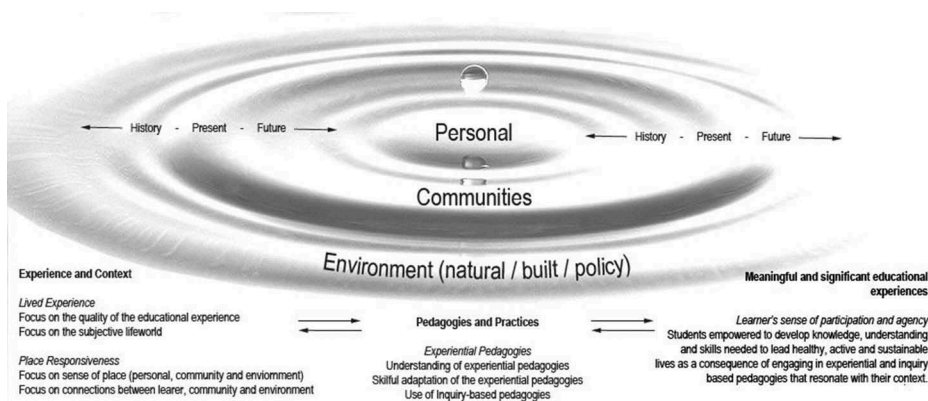 Personal
History - Present - Future
History - Present - Future
Communities
Environment (natural / built / policy)
Experience and Context
Lived Experience
Focus on the quality of the educational experience
Focus on the subjective lifeworld
Place Responsiveness
Focus on sense of place (personal, community and enviornment)
Focus on connections between learer, community and environment
Pedagogies and Practices
Experiential Pedagogies
Understanding of experiential pedagogies
Skilful adaptation of the experiential pedagogies
Use of Inquiry-based pedagogies
Meaningful and significant educational
experiences
Learner's sense of participation and agency
Students empowered to develop knowledge, understanding
and skills needed to lead healthy, active and sustainable
lives as a consequence of engaging in experiential and inquiry
based pedagogies that resonate with their context.